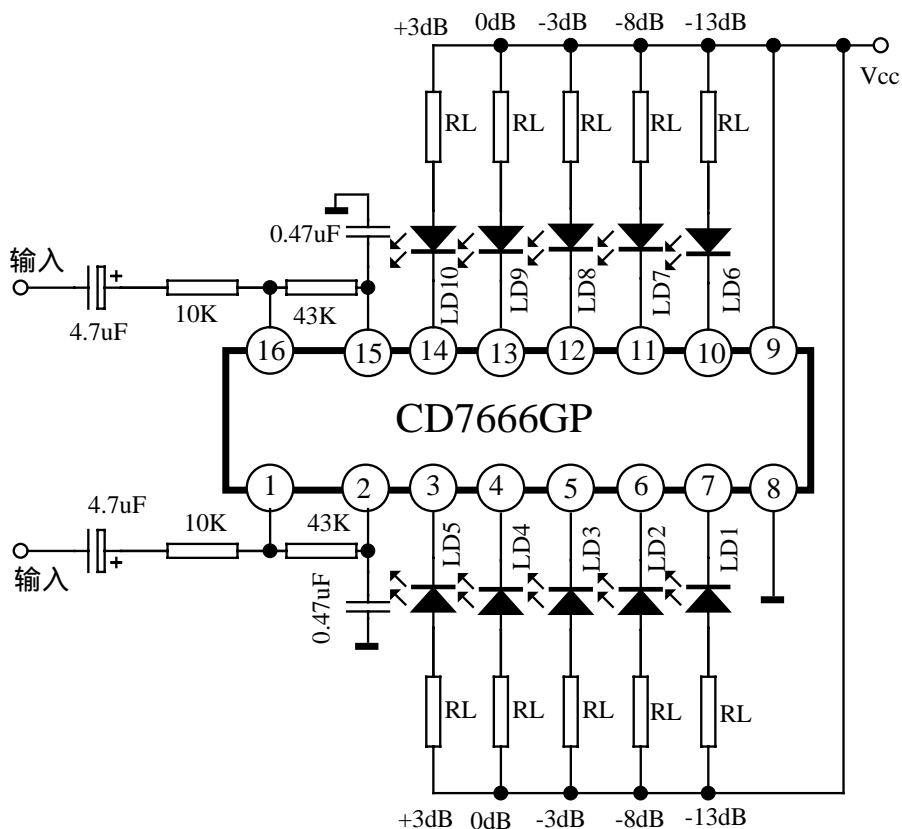 +3dB 0dB -3dB -8dB -13dB
Vcc
RL RL RL RL RL
0.47uF
输入
10K 43K
4.7uF
LD10 LD9 LD8 LD7 LD6
16 15 14 13 12 11 10 9
CD7666GP
1 2 3 4 5 6 7 8
4.7uF
10K 43K
LD5 LD4 LD3 LD2 LD1
输入
0.47uF
RL RL RL RL RL
+3dB 0dB -3dB -8dB -13dB